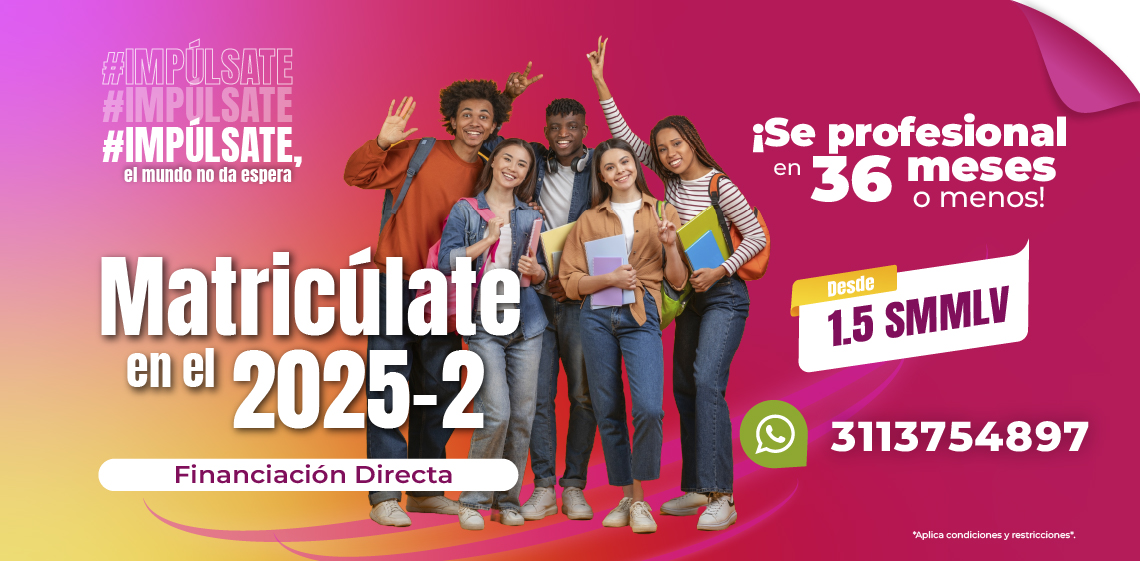 #IMPÚLSATE
#IMPÚLSATE
#IMPÚLSATE,
el mundo no da espera
Matricúlate
en el 2025-2
Financiación Directa
¡Se profesional
en 36 meses
o menos!
Desde
1.5 SMMLV
3113754897
*Aplica condiciones y restricciones*.